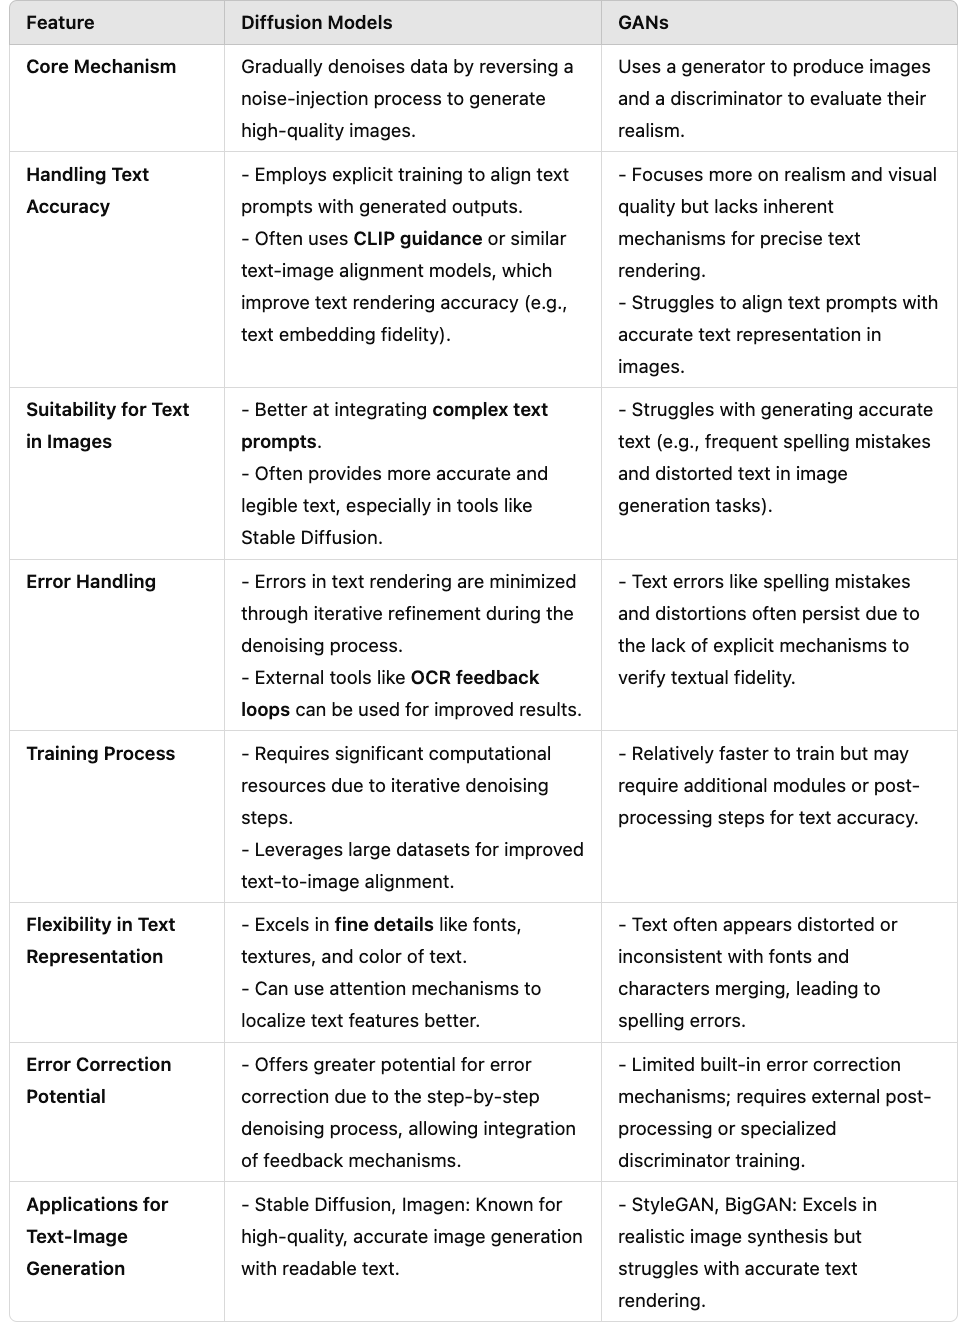 Feature
Diffusion Models
GANs
Core Mechanism
Gradually denoises data by reversing a
noise-injection process to generate
high-quality images.
Uses a generator to produce images
and a discriminator to evaluate their
realism.
Handling Text
Accuracy
- Employs explicit training to align text
prompts with generated outputs.
- Often uses CLIP guidance or similar
text-image alignment models, which
improve text rendering accuracy (e.g.,
text embedding fidelity).
- Focuses more on realism and visual
quality but lacks inherent
mechanisms for precise text
rendering.
- Struggles to align text prompts with
accurate text representation in
images.
Suitability for Text
in Images
- Better at integrating complex text
prompts.
- Often provides more accurate and
legible text, especially in tools like
Stable Diffusion.
- Struggles with generating accurate
text (e.g., frequent spelling mistakes
and distorted text in image
generation tasks).
Error Handling
- Errors in text rendering are minimized
through iterative refinement during the
denoising process.
- External tools like OCR feedback
loops can be used for improved results.
- Text errors like spelling mistakes
and distortions often persist due to
the lack of explicit mechanisms to
verify textual fidelity.
Training Process
- Requires significant computational
resources due to iterative denoising
steps.
- Leverages large datasets for improved
text-to-image alignment.
- Relatively faster to train but may
require additional modules or post-
processing steps for text accuracy.
Flexibility in Text
Representation
- Excels in fine details like fonts,
textures, and color of text.
- Can use attention mechanisms to
localize text features better.
- Text often appears distorted or
inconsistent with fonts and
characters merging, leading to
spelling errors.
Error Correction
Potential
- Offers greater potential for error
correction due to the step-by-step
denoising process, allowing integration
of feedback mechanisms.
- Limited built-in error correction
mechanisms; requires external post-
processing or specialized
discriminator training.
Applications for
Text-Image
Generation
- Stable Diffusion, Imagen: Known for
high-quality, accurate image generation
with readable text.
- StyleGAN, BigGAN: Excels in
realistic image synthesis but
struggles with accurate text
rendering.